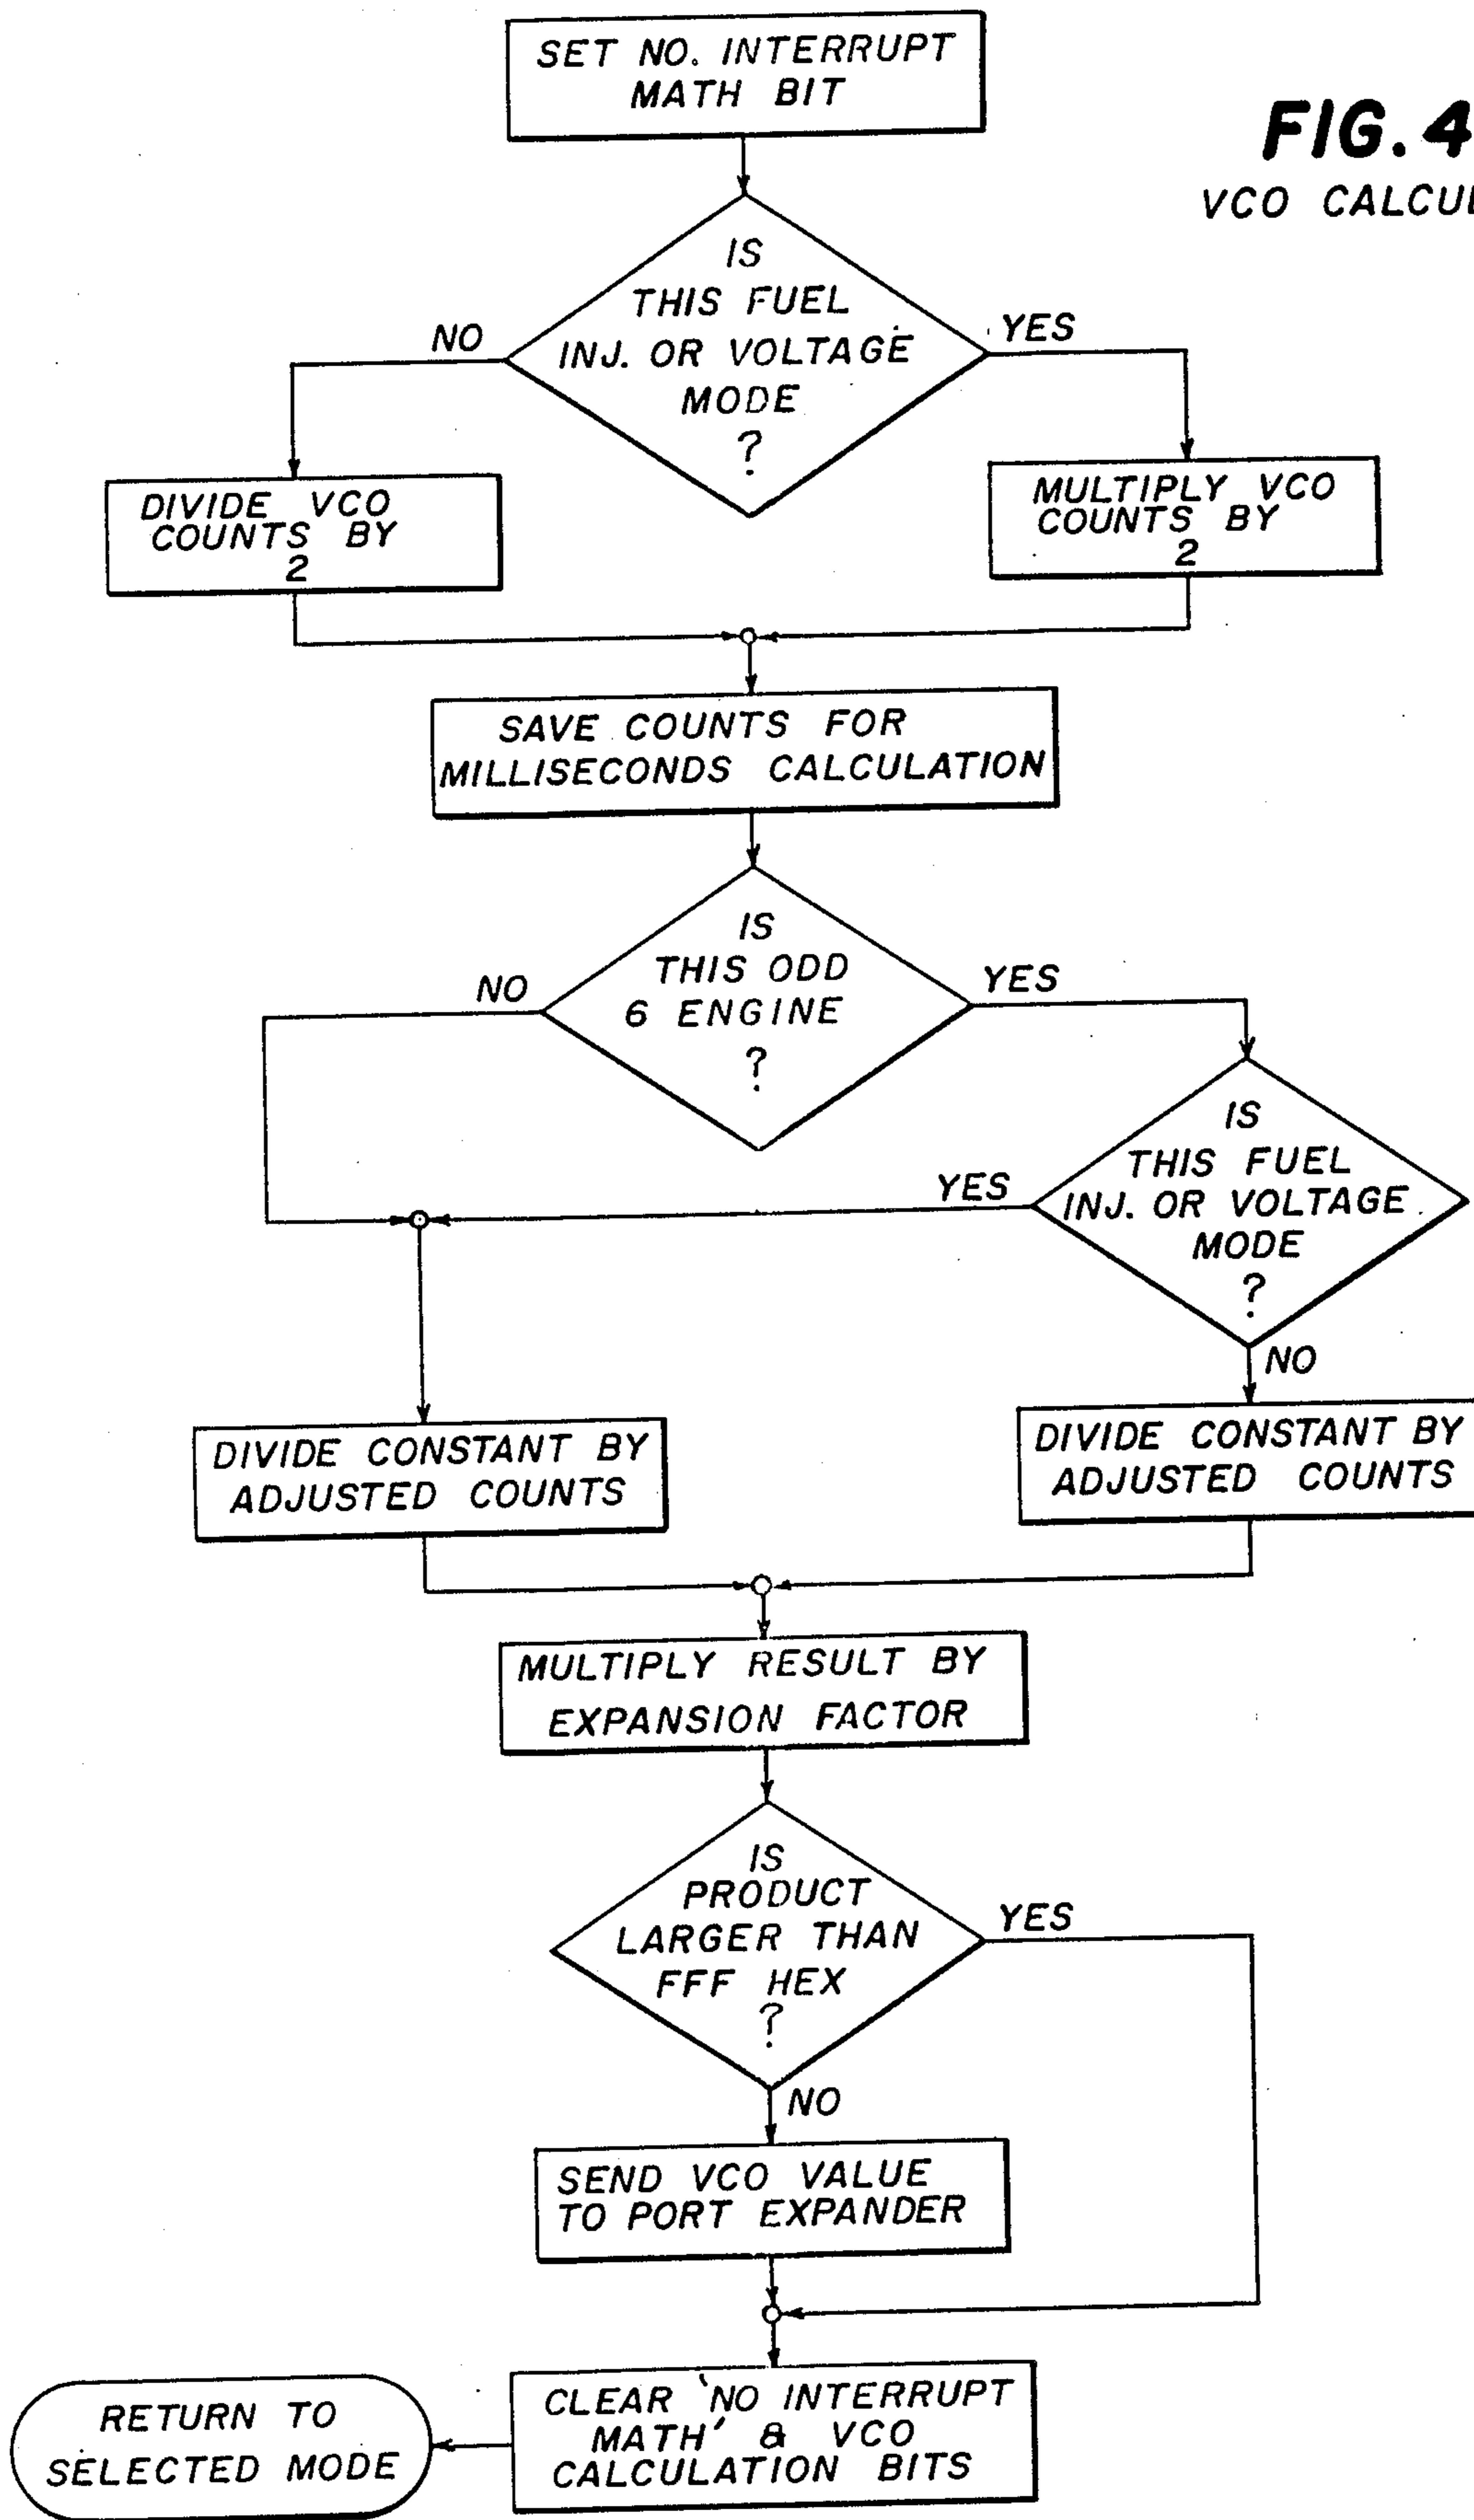 SET NO. INTERRUPT
MATH BIT
FIG. 4
VCO
IS
THIS FUEL
INJ. OR VOLTAGE
MODE
?
NO
YES
DIVIDE VCO
COUNTS BY
2
MULTIPLY VCO
COUNTS BY
2
SAVE COUNTS FOR
MILLISECONDS CALCULATION
IS
THIS ODD
6 ENGINE
?
NO
YES
IS
THIS FUEL
INJ. OR VOLTAGE
MODE
?
YES
NO
DIVIDE CONSTANT BY
ADJUSTED COUNTS
DIVIDE CONSTANT BY
ADJUSTED COUNTS
MULTIPLY RESULT BY
EXPANSION FACTOR
IS
PRODUCT
LARGER THAN
FFF HEX
?
YES
NO
SEND VCO VALUE
TO PORT EXPANDER
CLEAR 'NO INTERRUPT
MATH' & VCO
CALCULATION BITS
RETURN TO
SELECTED MODE